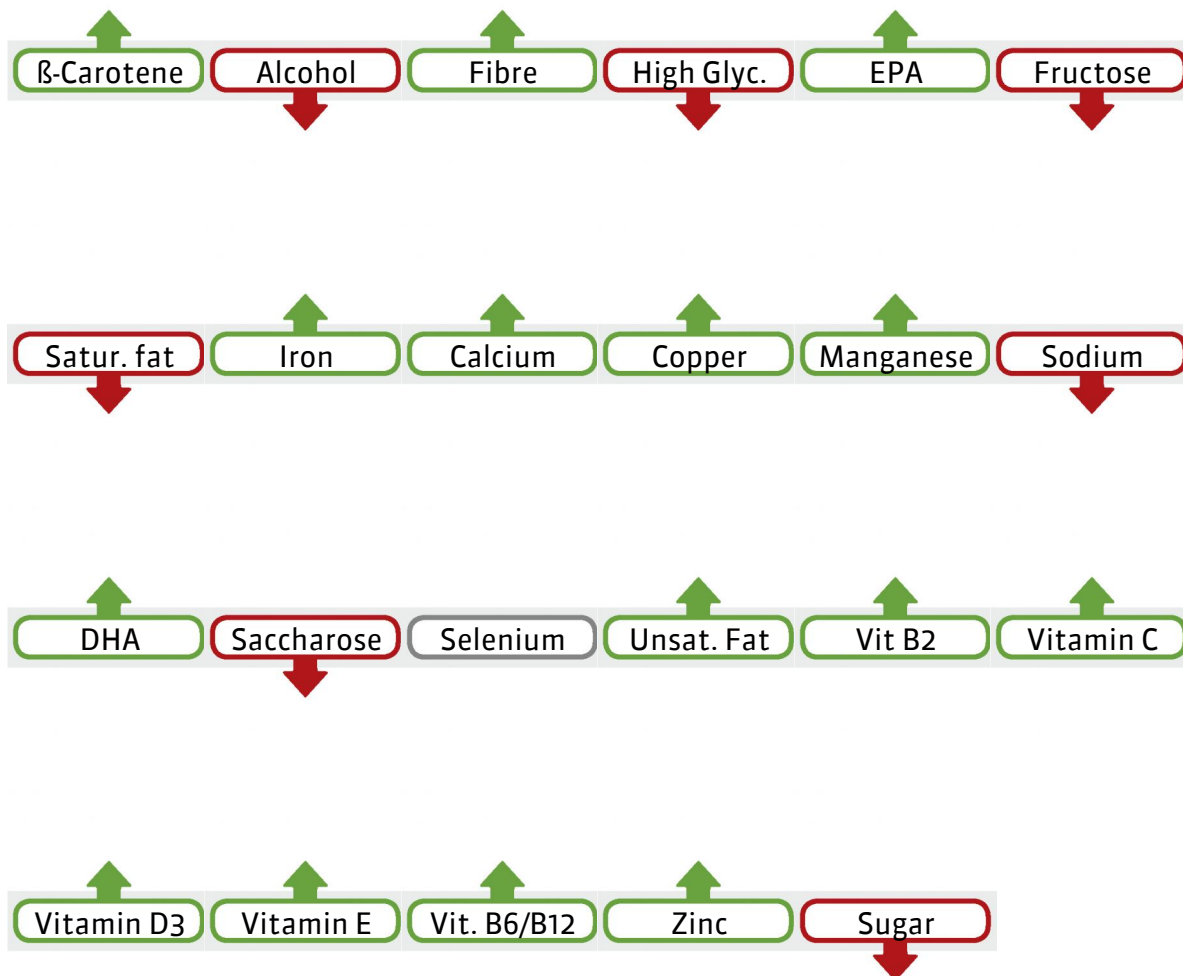 ß-Carotene Alcohol Fibre High Glyc. EPA Fructose
Satur. fat Iron Calcium Copper Manganese Sodium
DHA Saccharose Selenium Unsat. Fat Vit B2 Vitamin C
Vitamin D3 Vitamin E Vit. B6/B12 Zinc Sugar